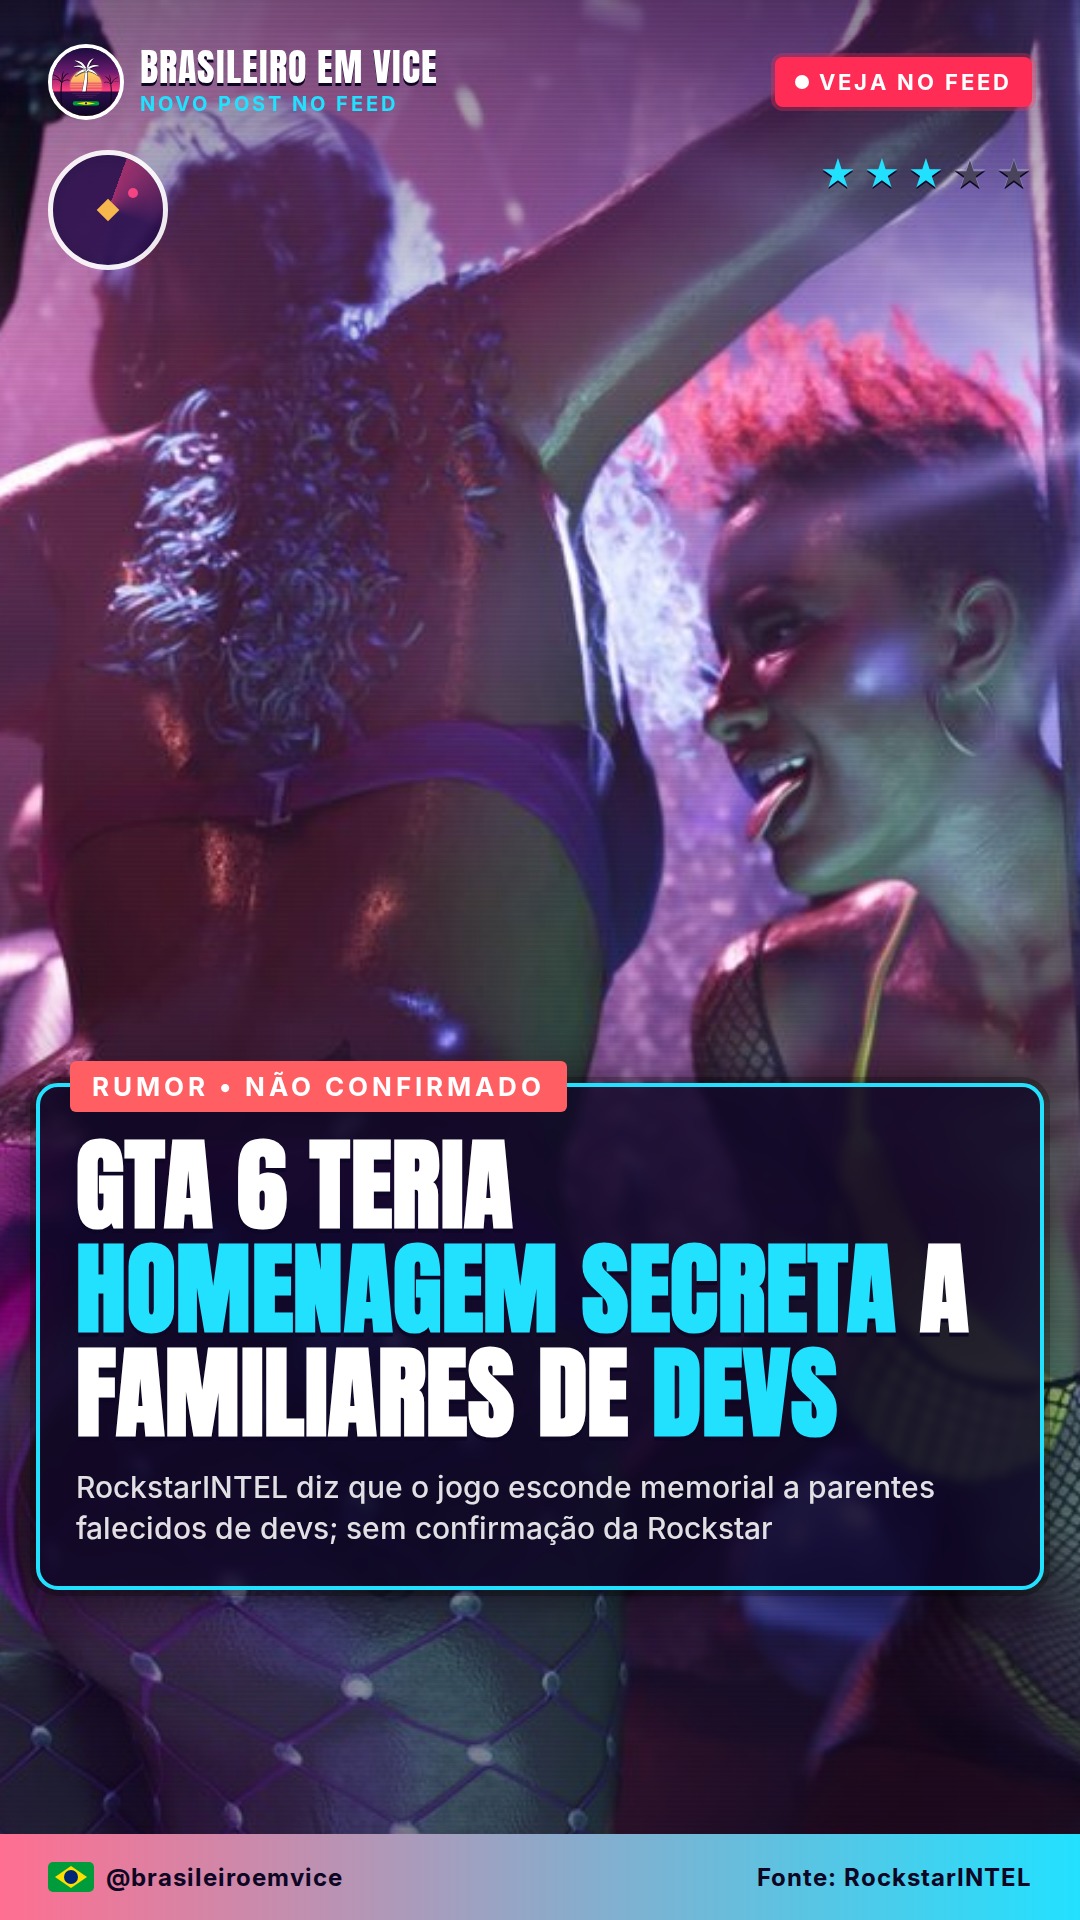 BRASILEIRO EM VICE
NOVO POST NO FEED
VEJA NO FEED
RUMOR • NÃO CONFIRMADO
GTA 6 TERIA
HOMENAGEM SECRETA A
FAMILIARES DE DEVS
RockstarINTEL diz que o jogo esconde memorial a parentes
falecidos de devs; sem confirmação da Rockstar
@brasileiroemvice
Fonte: RockstarINTEL